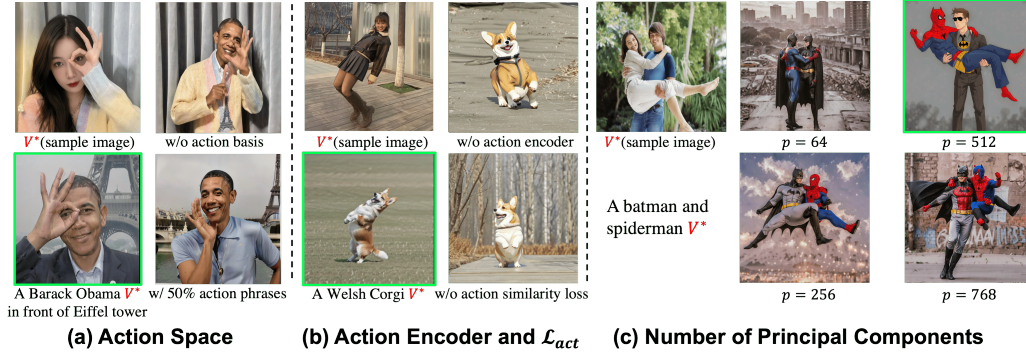 V*(sample image)
w/o action basis
A Barack Obama V*
in front of Eiffel tower
w/ 50% action phrases
(a) Action Space
V*(sample image)
w/o action encoder
A Welsh Corgi V*
w/o action similarity loss
(b) Action Encoder and ℒ_act
V*(sample image)
p = 64
p = 512
A batman and
spiderman V*
p = 256
p = 768
(c) Number of Principal Components